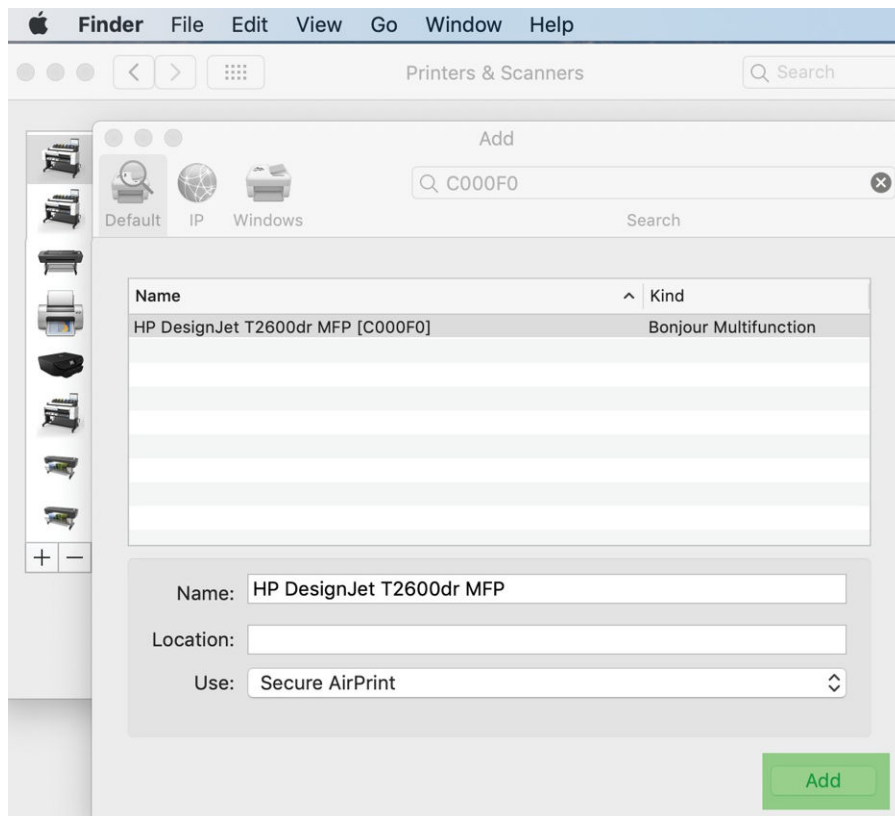 Finder File Edit View Go Window Help
Printers & Scanners Search
Add
C000F0
Default IP Windows Search
Name Kind
HP DesignJet T2600dr MFP [C000F0] Bonjour Multifunction
Name: HP DesignJet T2600dr MFP
Location:
Use: Secure AirPrint
Add